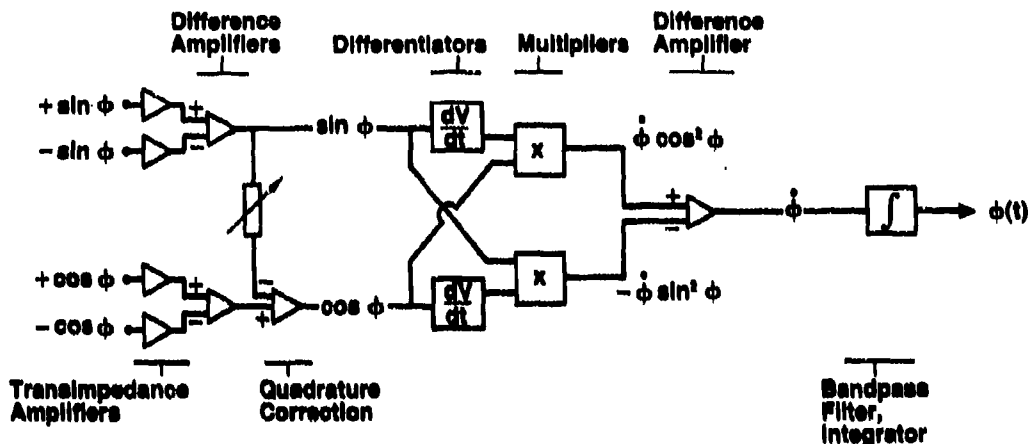 Difference
Amplifiers
Differentiators
Multipliers
Difference
Amplifier
+ sin ϕ
− sin ϕ
+ cos ϕ
− cos ϕ
+
−
+
−
−
+
sin ϕ
cos ϕ
dV
dt
dV
dt
x
x
ϕ̇ cos² ϕ
− ϕ̇ sin² ϕ
+
−
ϕ̇
∫
ϕ(t)
Transimpedance
Amplifiers
Quadrature
Correction
Bandpass
Filter,
Integrator